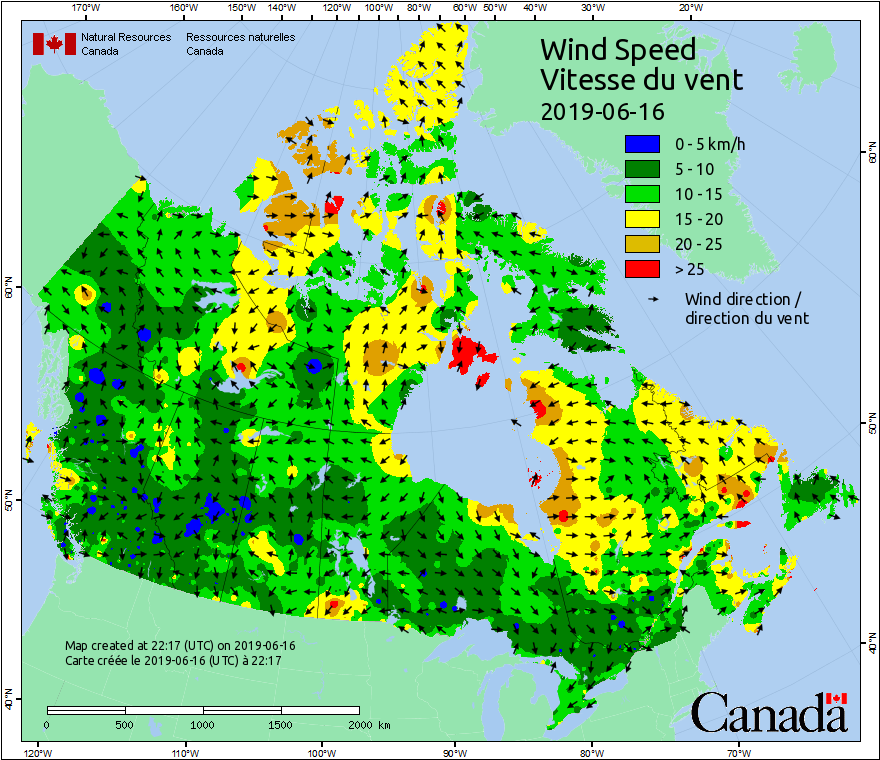 170°W 160°W 150°W 140°W 120°W 100°W 80°W 60°W 50°W 40°W 30°W 20°W
Natural Resources Ressources naturelles
Canada Canada
Wind Speed
Vitesse du vent
2019-06-16
0 - 5 km/h
5 - 10
10 - 15
15 - 20
20 - 25
> 25
Wind direction /
direction du vent
60°N
50°N
40°N
60°N
50°N
40°N
Map created at 22:17 (UTC) on 2019-06-16
Carte créée le 2019-06-16 (UTC) à 22:17
0 500 1000 1500 2000 km
Canada
120°W 110°W 100°W 90°W 80°W 70°W